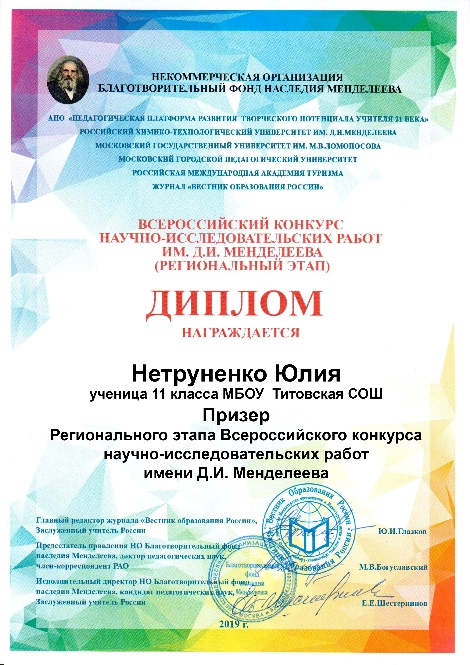 НЕКОММЕРЧЕСКАЯ ОРГАНИЗАЦИЯ
БЛАГОТВОРИТЕЛЬНЫЙ ФОНД НАСЛЕДИЯ МЕНДЕЛЕЕВА
АНО «ПЕДАГОГИЧЕСКАЯ ПЛАТФОРМА РАЗВИТИЯ ТВОРЧЕСКОГО ПОТЕНЦИАЛА УЧИТЕЛЯ 21 ВЕКА»
РОССИЙСКИЙ ХИМИКО-ТЕХНОЛОГИЧЕСКИЙ УНИВЕРСИТЕТ ИМ. Д.И.МЕНДЕЛЕЕВА
МОСКОВСКИЙ ГОСУДАРСТВЕННЫЙ УНИВЕРСИТЕТ ИМ. М.В.ЛОМОНОСОВА
МОСКОВСКИЙ ГОРОДСКОЙ ПЕДАГОГИЧЕСКИЙ УНИВЕРСИТЕТ
РОССИЙСКАЯ МЕЖДУНАРОДНАЯ АКАДЕМИЯ ТУРИЗМА
ЖУРНАЛ «ВЕСТНИК ОБРАЗОВАНИЯ РОССИИ»
ВСЕРОССИЙСКИЙ КОНКУРС
НАУЧНО-ИССЛЕДОВАТЕЛЬСКИХ РАБОТ
ИМ. Д.И. МЕНДЕЛЕЕВА
(РЕГИОНАЛЬНЫЙ ЭТАП)
ДИПЛОМ
НАГРАЖДАЕТСЯ
Нетруненко Юлия
ученица 11 класса МБОУ Титовская СОШ
Призер
Регионального этапа Всероссийского конкурса
научно-исследовательских работ
имени Д.И. Менделеева
Главный редактор журнала «Вестник образования России»,
Заслуженный учитель России
Ю.И.Глазков
Председатель правления НО Благотворительный фонд
наследия Менделеева, доктор педагогических наук,
член-корреспондент РАО
М.В.Богуславский
Исполнительный директор НО Благотворительный фонд
наследия Менделеева, кандидат педагогических наук,
Заслуженный учитель России
Е.Е.Шестернинов
2019 г.